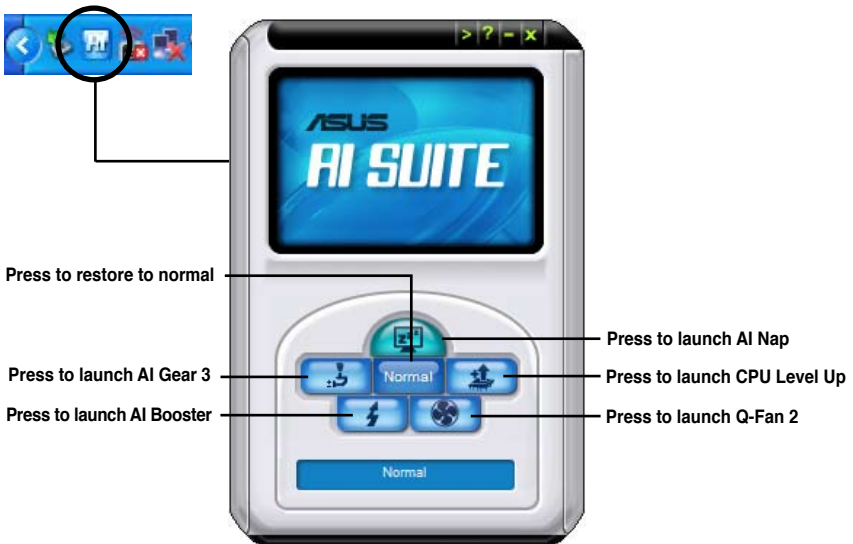 > ? - x
ASUS
AI SUITE
Press to restore to normal
Press to launch AI Nap
Press to launch AI Gear 3
Normal
Press to launch CPU Level Up
Press to launch AI Booster
Press to launch Q-Fan 2
Normal